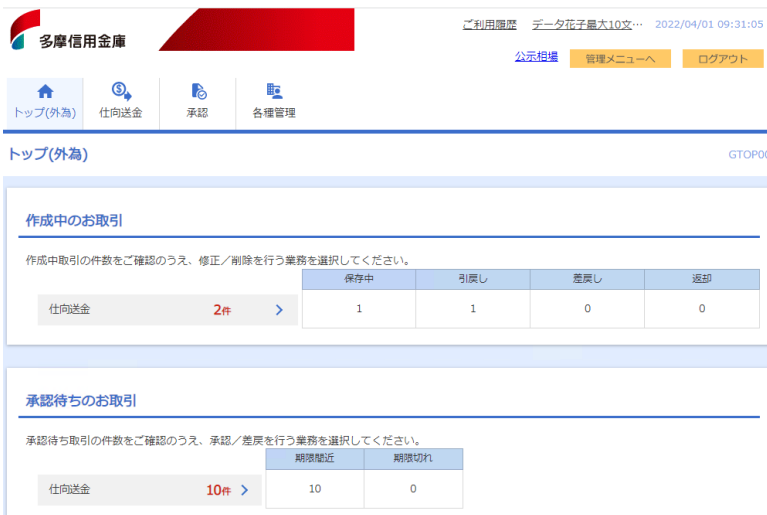 多摩信用金庫
ご利用履歴 データ花子最大10文… 2022/04/01 09:31:05
公示相場 管理メニューへ ログアウト
トップ(外為) 仕向送金 承認 各種管理
トップ(外為) GTOP00
作成中のお取引
作成中取引の件数をご確認のうえ、修正／削除を行う業務を選択してください。
保存中 引戻し 差戻し 返却
仕向送金 2件 1 1 0 0
承認待ちのお取引
承認待ち取引の件数をご確認のうえ、承認／差戻を行う業務を選択してください。
期限間近 期限切れ
仕向送金 10件 10 0